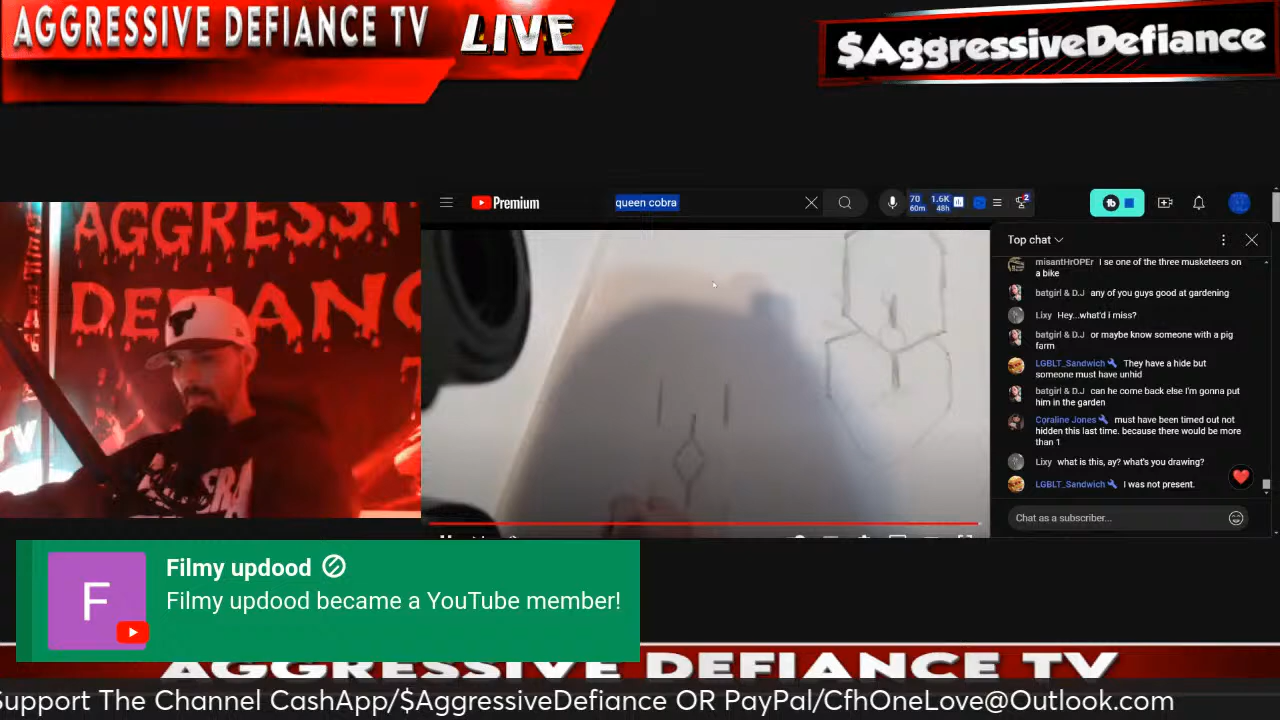 AGGRESSIVE DEFIANCE TV
LIVE
$AggressiveDefiance
Premium
queen cobra
70
60m
1.6K
48h
2
Top chat
misantHrOPEr I se one of the three musketeers on
a bike
batgirl & D.J any of you guys good at gardening
Lixy Hey...what'd i miss?
batgirl & D.J or maybe know someone with a pig
farm
LGBLT_Sandwich They have a hide but
someone must have unhid
batgirl & D.J can he come back else I'm gonna put
him in the garden
Coraline Jones must have been timed out not
hidden this last time. because there would be more
than 1
Lixy what is this, ay? what's you drawing?
LGBLT_Sandwich I was not present.
Chat as a subscriber...
AGGRESSI
DEFIANC
TV
F
Filmy updood
Filmy updood became a YouTube member!
AGGRESSIVE DEFIANCE TV
Support The Channel CashApp/$AggressiveDefiance OR PayPal/CfhOneLove@Outlook.com